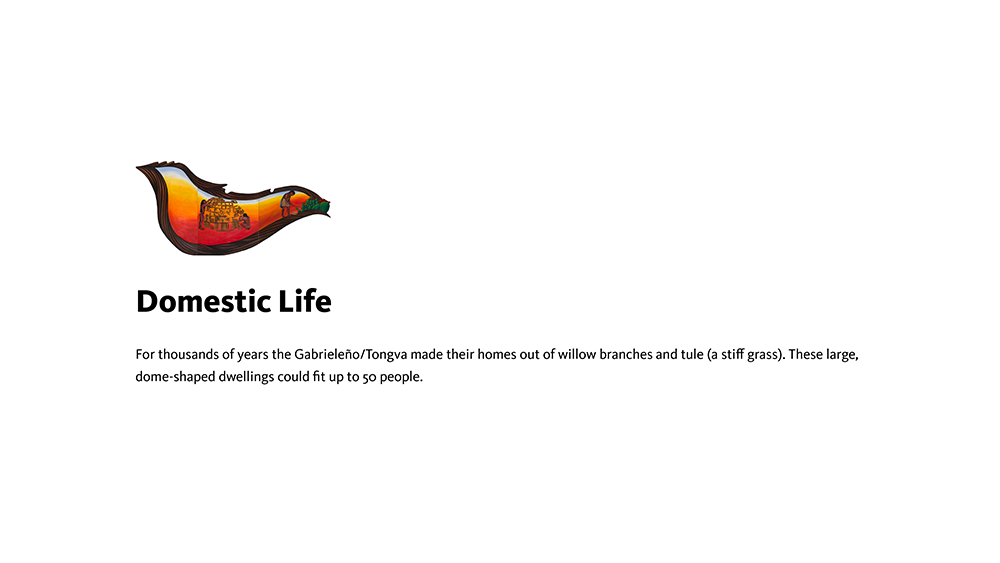 Domestic Life
For thousands of years the Gabrieleño/Tongva made their homes out of willow branches and tule (a stiff grass). These large,
dome-shaped dwellings could fit up to 50 people.